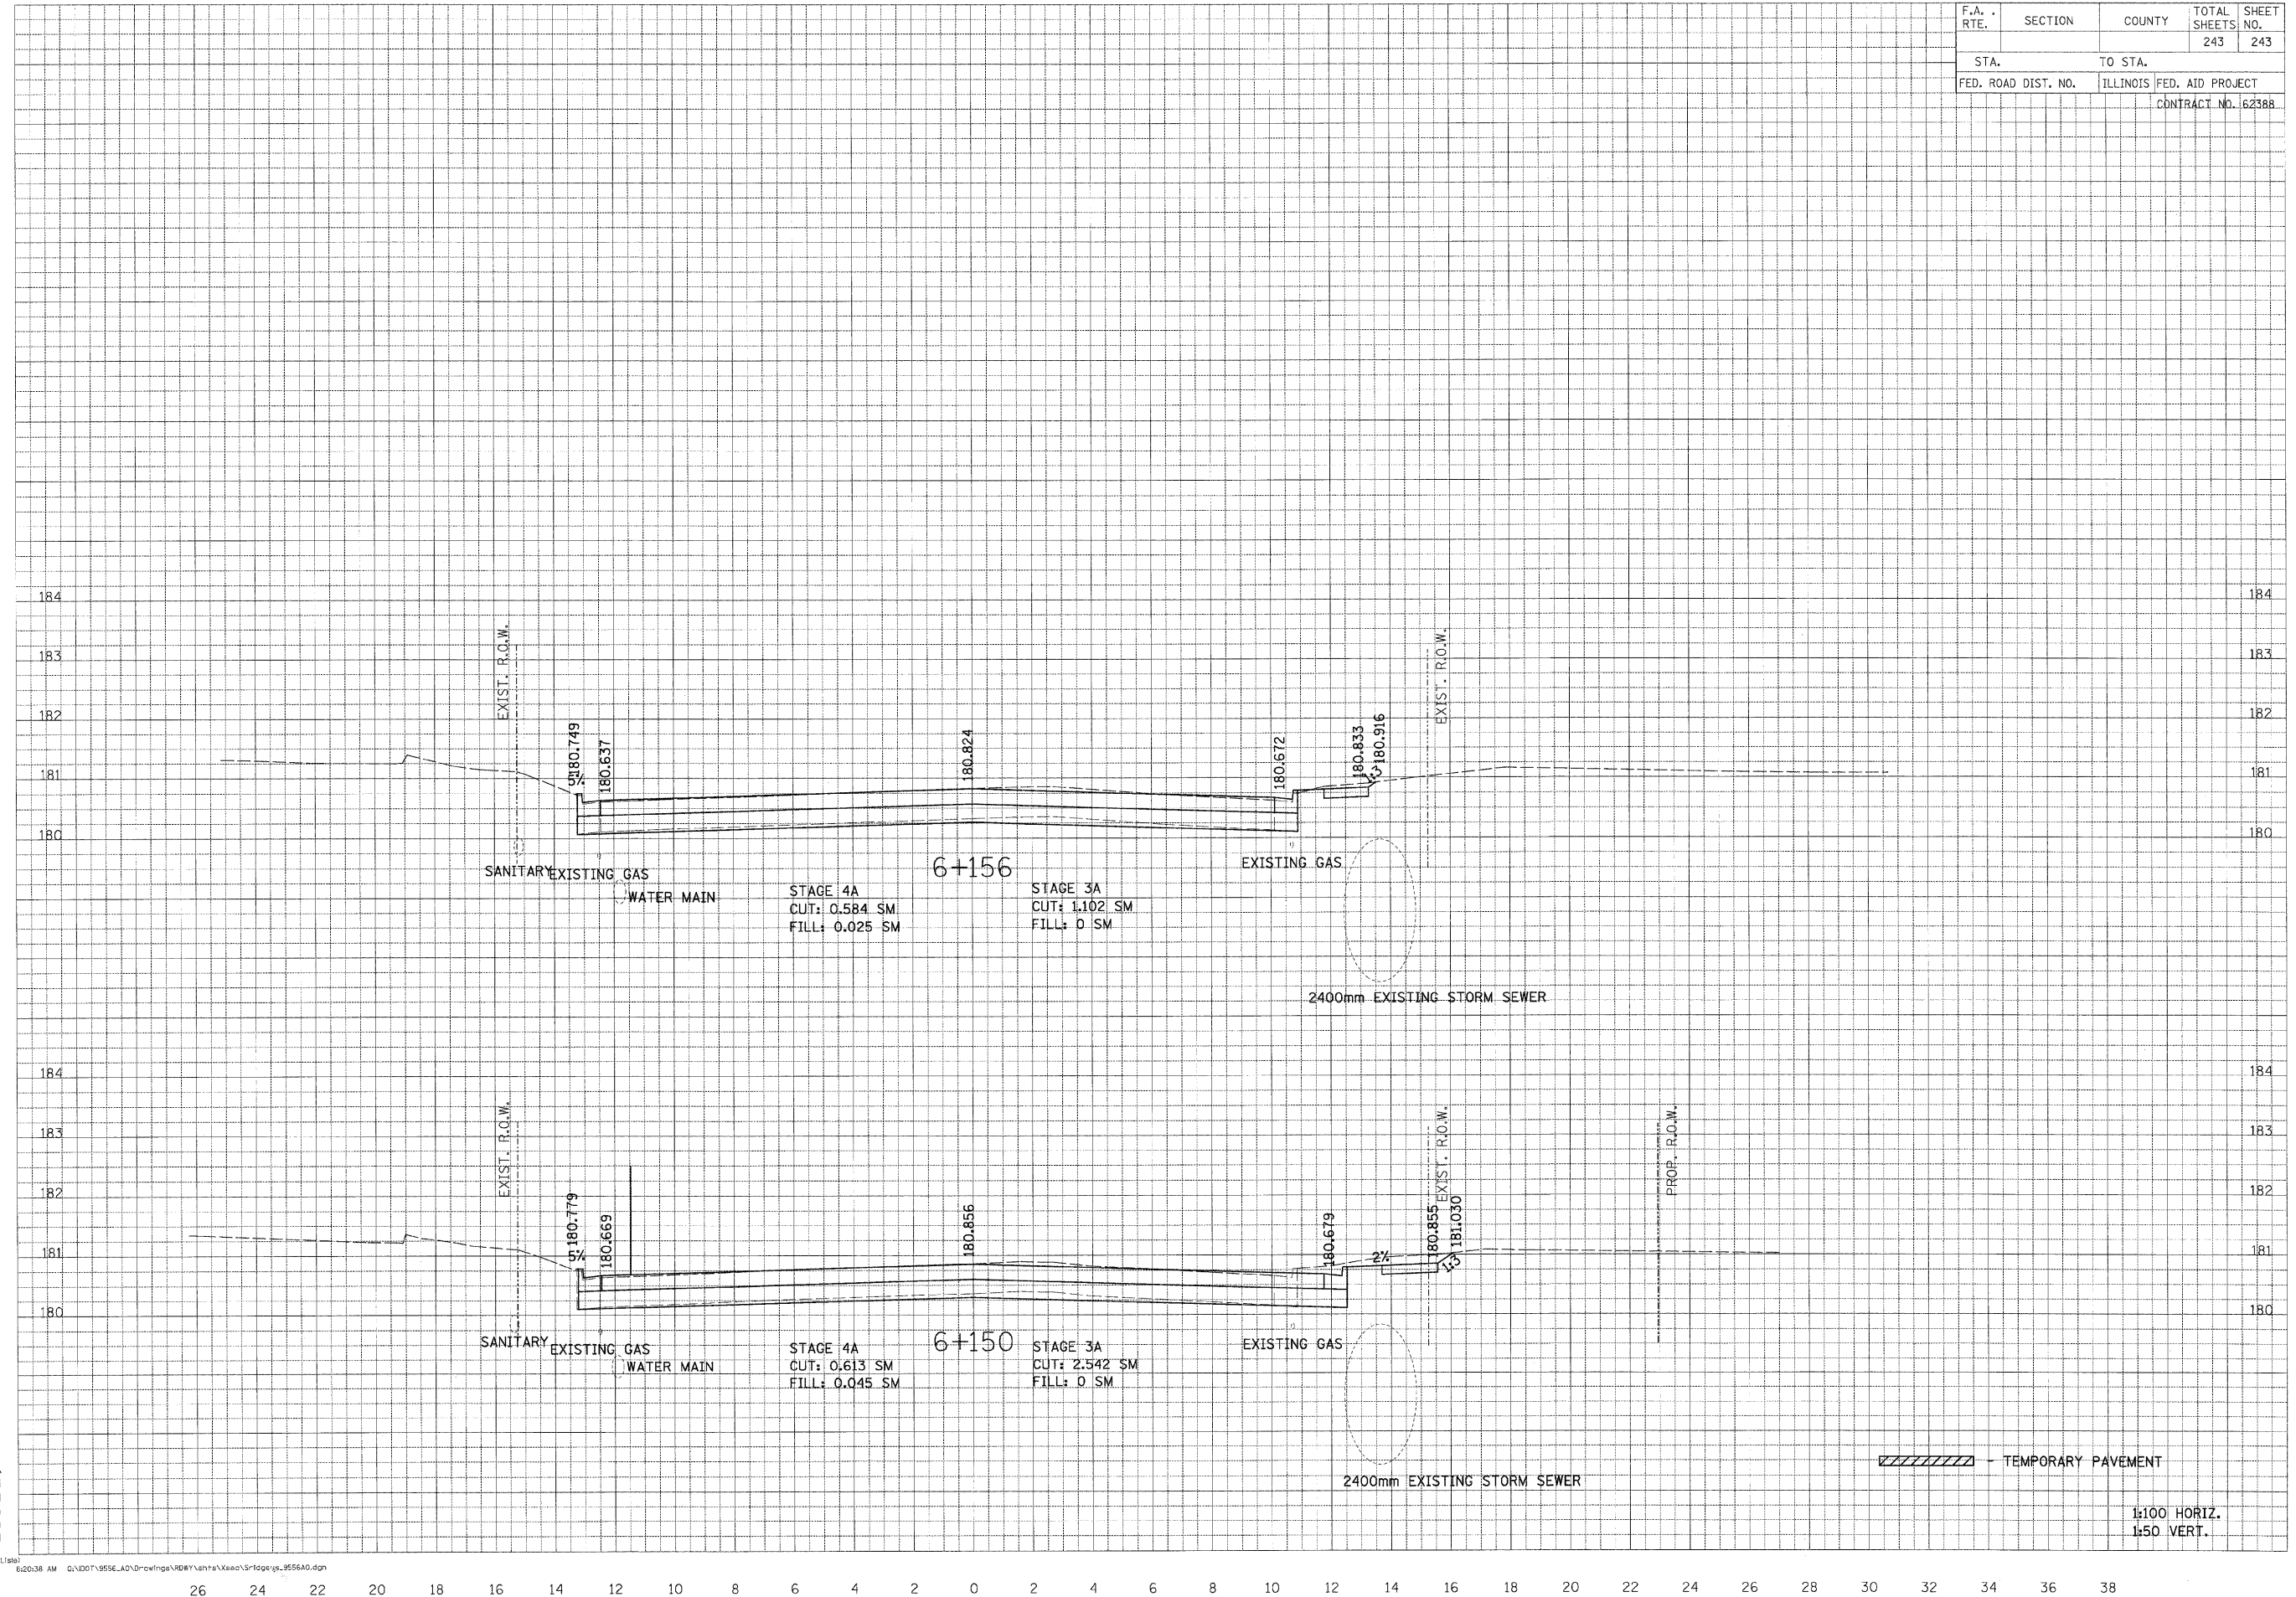 F.A. . RTE. SECTION COUNTY TOTAL SHEETS SHEET NO.
243 243
STA. TO STA.
FED. ROAD DIST. NO. ILLINOIS FED. AID PROJECT
CONTRACT NO. 62388
184 184
183 183
182 182
181 181
180 180
EXIST. R.O.W.
180.749
5%
180.637
180.824
180.672
180.833
1:3
180.916
EXIST. R.O.W.
SANITARY
EXISTING GAS
WATER MAIN
6+156
STAGE 4A
CUT: 0.584 SM
FILL: 0.025 SM
STAGE 3A
CUT: 1.102 SM
FILL: 0 SM
EXISTING GAS
2400mm EXISTING STORM SEWER
184 184
183 183
182 182
181 181
180 180
EXIST. R.O.W.
180.779
5%
180.669
180.856
180.679
2%
180.855
1:3
181.030
EXIST. R.O.W.
PROP. R.O.W.
SANITARY
EXISTING GAS
WATER MAIN
6+150
STAGE 4A
CUT: 0.613 SM
FILL: 0.045 SM
STAGE 3A
CUT: 2.542 SM
FILL: 0 SM
EXISTING GAS
2400mm EXISTING STORM SEWER
- TEMPORARY PAVEMENT
1:100 HORIZ.
1:50 VERT.
26 24 22 20 18 16 14 12 10 8 6 4 2 0 2 4 6 8 10 12 14 16 18 20 22 24 26 28 30 32 34 36 38